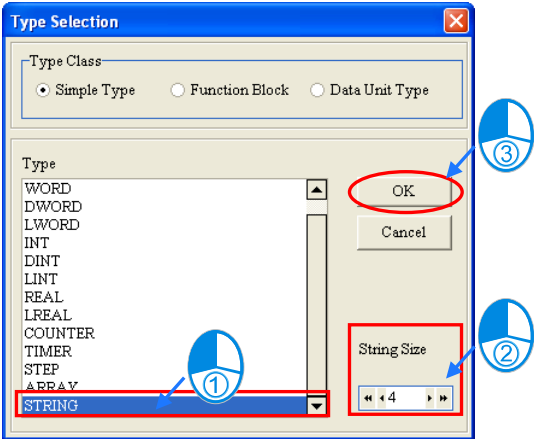 Type Selection
Type Class
Simple Type
Function Block
Data Unit Type
Type
WORD
DWORD
LWORD
INT
DINT
LINT
REAL
LREAL
COUNTER
TIMER
STEP
ARRAY
STRING
①
OK
③
Cancel
String Size
②
4